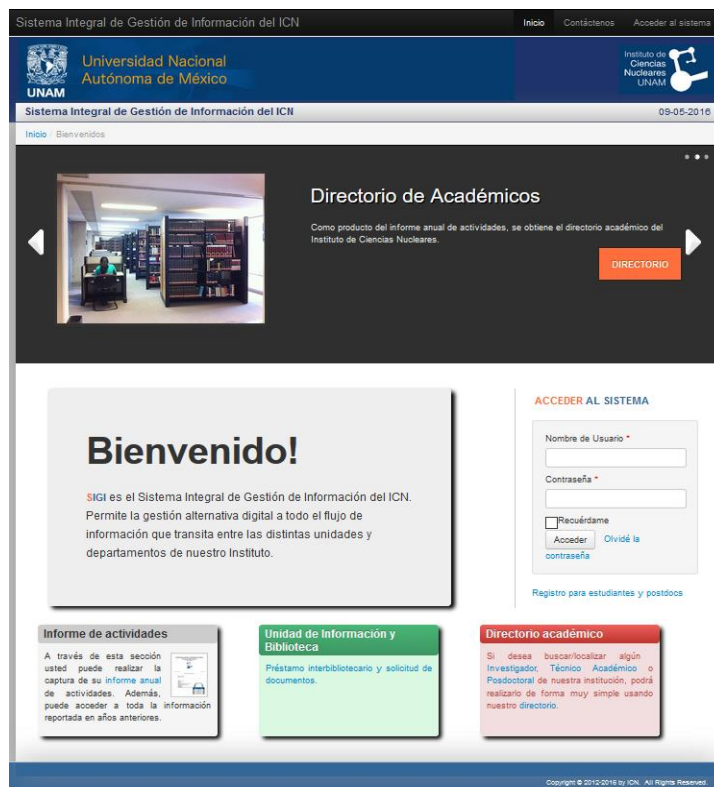 Sistema Integral de Gestión de Información del ICN
Inicio
Contáctenos
Acceder al sistema
UNAM
Universidad Nacional
Autónoma de México
Instituto de
Ciencias
Nucleares
UNAM
Sistema Integral de Gestión de Información del ICN
09-05-2016
Inicio / Bienvenidos
Directorio de Académicos
Como producto del informe anual de actividades, se obtiene el directorio académico del
Instituto de Ciencias Nucleares.
DIRECTORIO
Bienvenido!
SIGI es el Sistema Integral de Gestión de Información del ICN.
Permite la gestión alternativa digital a todo el flujo de
información que transita entre las distintas unidades y
departamentos de nuestro Instituto.
ACCEDER AL SISTEMA
Nombre de Usuario *
Contraseña *
Recuérdame
Acceder
Olvidé la
contraseña
Registro para estudiantes y postdocs
Informe de actividades
A través de esta sección
usted puede realizar la
captura de su informe anual
de actividades. Además,
puede acceder a toda la información
reportada en años anteriores.
Unidad de Información y
Biblioteca
Préstamo interbibliotecario y solicitud de
documentos.
Directorio académico
Si desea buscar/localizar algún
Investigador, Técnico Académico o
Posdoctoral de nuestra institución, podrá
realizarlo de forma muy simple usando
nuestro directorio.
Copyright © 2012-2016 by ICN. All Rights Reserved.